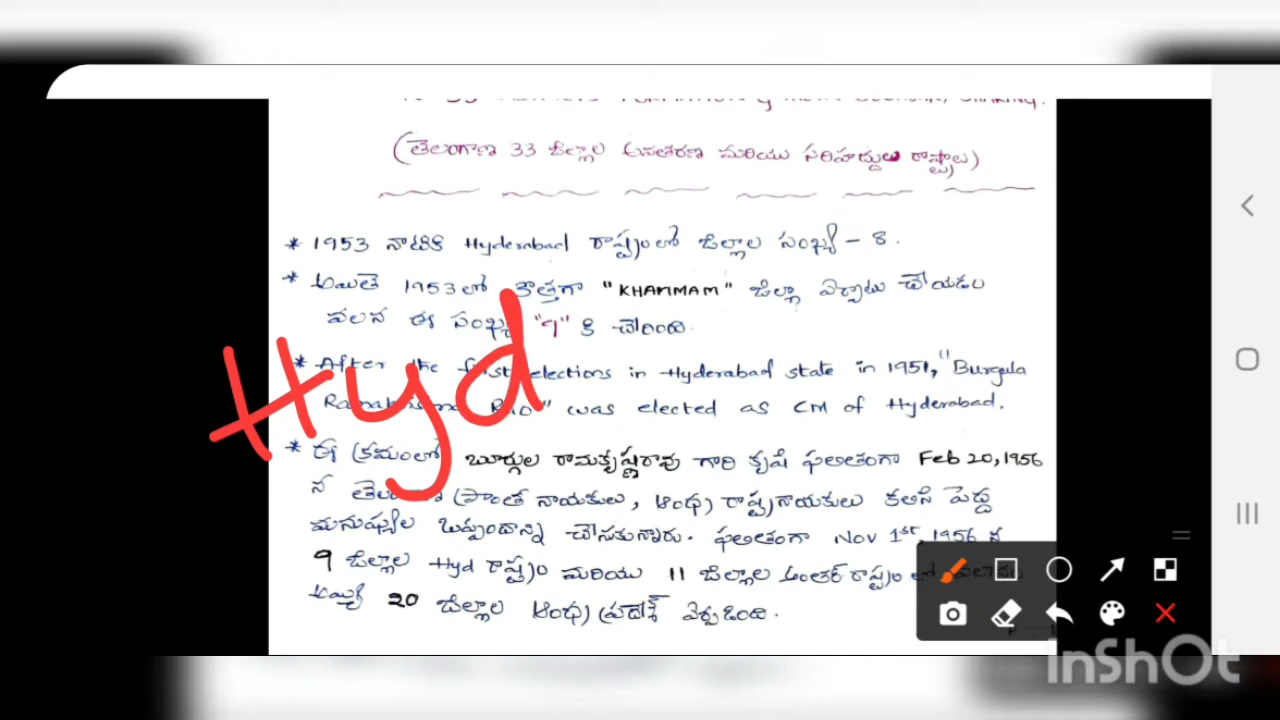 (తెలంగాణ 33 జిల్లాల అవతరణ మరియు సరిహద్దులు రాష్ట్రాలు)
* 1953 నాటికి Hyderabad రాష్ట్రంలో జిల్లాల సంఖ్య - 8.
* అయితే 1953లో కొత్తగా "KHAMMAM" జిల్లా ఏర్పాటు చేయడం
వలన ఈ సంఖ్య "9" కి చేరింది.
Hyd
* After the elections in Hyderabad state in 1951, "Burgula
Rao" was elected as CM of Hyderabad.
* ఈ క్రమంలో బూర్గుల రామకృష్ణరావు గారి కృషి ఫలితంగా Feb 20, 1956
న ప్రాంత నాయకులు, ఆంధ్ర రాష్ట్ర నాయకులు కలిసి పెద్ద
మనుష్యుల ఒప్పందాన్ని చేసుకున్నారు. ఫలితంగా Nov 1st, 1956 న
9 జిల్లాల Hyd రాష్ట్రం మరియు 11 జిల్లాల ఆంధ్ర రాష్ట్రం లో
20 జిల్లాల ఆంధ్ర ప్రదేశ్ ఏర్పడింది.
InShOt